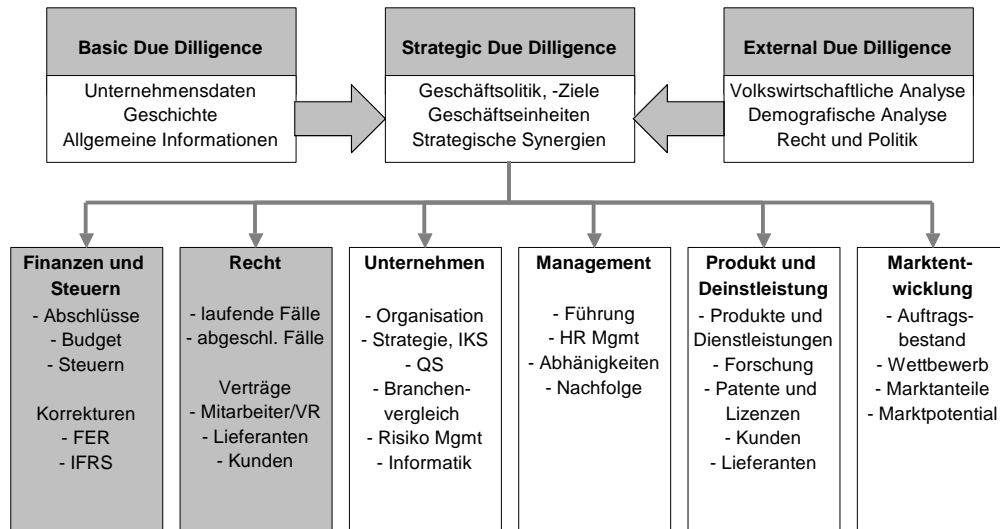 Basic Due Dilligence
Unternehmensdaten
Geschichte
Allgemeine Informationen
Strategic Due Dilligence
Geschäftsolitik, -Ziele
Geschäftseinheiten
Strategische Synergien
External Due Dilligence
Volkswirtschaftliche Analyse
Demografische Analyse
Recht und Politik
Finanzen und
Steuern
- Abschlüsse
- Budget
- Steuern
Korrekturen
- FER
- IFRS
Recht
- laufende Fälle
- abgeschl. Fälle
Verträge
- Mitarbeiter/VR
- Lieferanten
- Kunden
Unternehmen
- Organisation
- Strategie, IKS
- QS
- Branchen-
vergleich
- Risiko Mgmt
- Informatik
Management
- Führung
- HR Mgmt
- Abhänigkeiten
- Nachfolge
Produkt und
Deinstleistung
- Produkte und
Dienstleistungen
- Forschung
- Patente und
Lizenzen
- Kunden
- Lieferanten
Marktent-
wicklung
- Auftrags-
bestand
- Wettbewerb
- Marktanteile
- Marktpotential